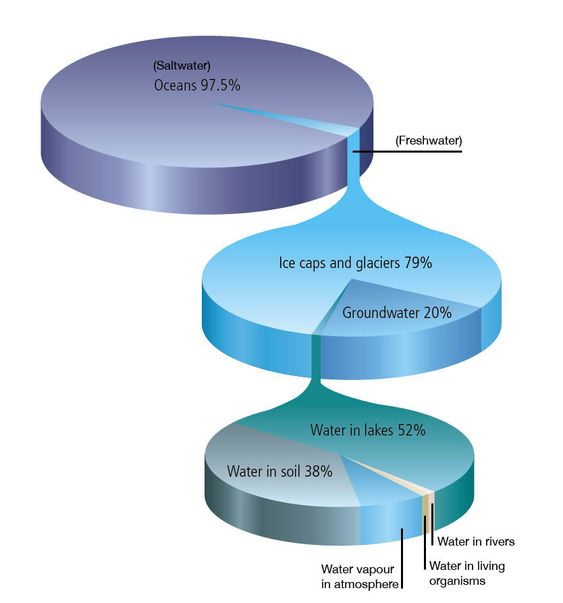 (Saltwater)
Oceans 97.5%
(Freshwater)
Ice caps and glaciers 79%
Groundwater 20%
Water in lakes 52%
Water in soil 38%
Water in rivers
Water vapour
in atmosphere
Water in living
organisms